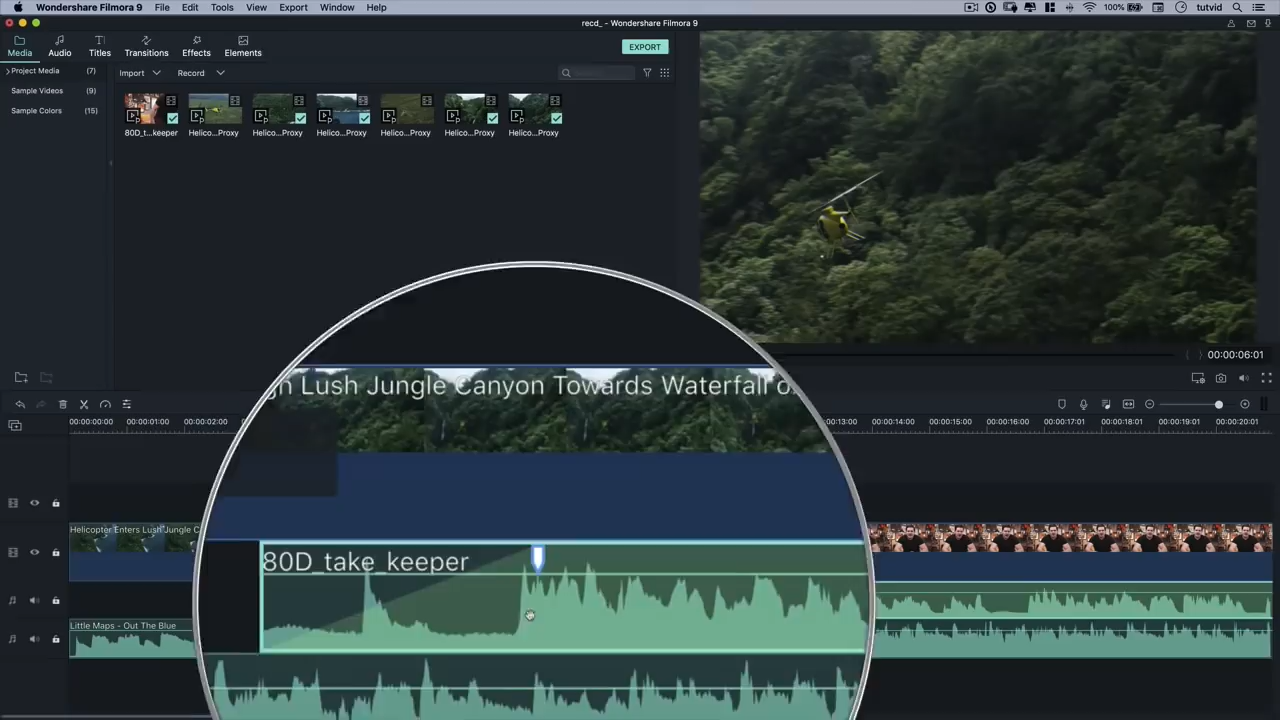 Wondershare Filmora 9 File Edit Tools View Export Window Help 100% tutvid
recd_ - Wondershare Filmora 9
Media Audio Titles Transitions Effects Elements EXPORT
Project Media (7) Import Record
Sample Videos (9)
Sample Colors (15)
80D_t...keeper Helico...Proxy Helico...Proxy Helico...Proxy Helico...Proxy Helico...Proxy Helico...Proxy
00:00:06:01
00:00:00:00 00:00:01:00 00:00:02:00 :00:13:00 00:00:14:00 00:00:15:00 00:00:16:00 00:00:17:01 00:00:18:01 00:00:19:01 00:00:20:01
gh Lush Jungle Canyon Towards Waterfall o
Helicopter Enters Lush Jungle C
80D_take_keeper
Little Maps - Out The Blue